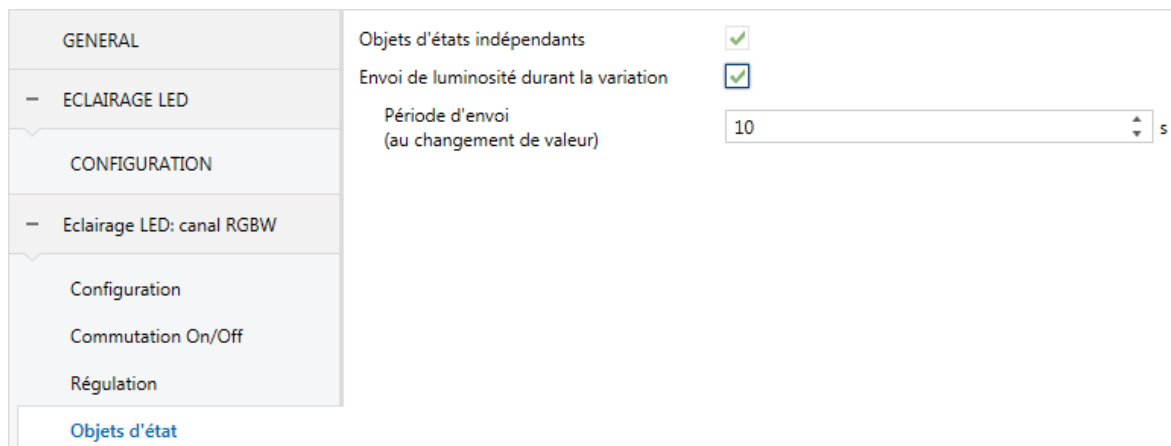 GENERAL
ECLAIRAGE LED
CONFIGURATION
Eclairage LED: canal RGBW
Configuration
Commutation On/Off
Régulation
Objets d'état
Objets d'états indépendants
Envoi de luminosité durant la variation
Période d'envoi
(au changement de valeur)
10 s